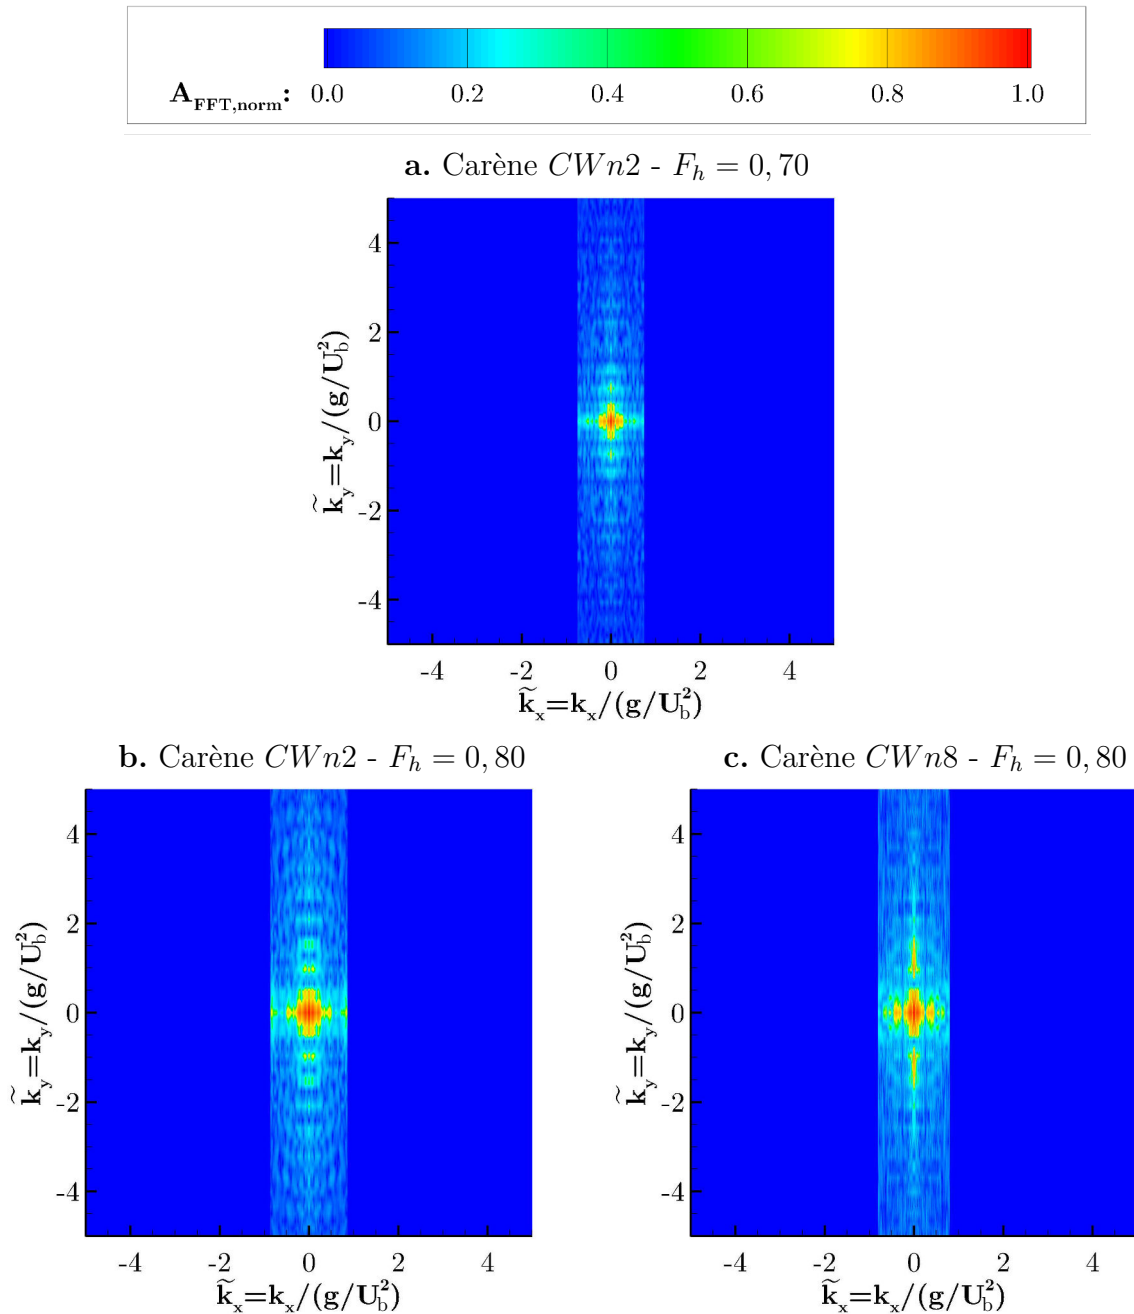 A_FFT,norm: 0.0 0.2 0.4 0.6 0.8 1.0
a. Carène CWn2 - F_h = 0,70
4
2
0
-2
-4
k̃_y=k_y/(g/U_b^2)
-4 -2 0 2 4
k̃_x=k_x/(g/U_b^2)
b. Carène CWn2 - F_h = 0,80
4
2
0
-2
-4
k̃_y=k_y/(g/U_b^2)
-4 -2 0 2 4
k̃_x=k_x/(g/U_b^2)
c. Carène CWn8 - F_h = 0,80
4
2
0
-2
-4
k̃_y=k_y/(g/U_b^2)
-4 -2 0 2 4
k̃_x=k_x/(g/U_b^2)